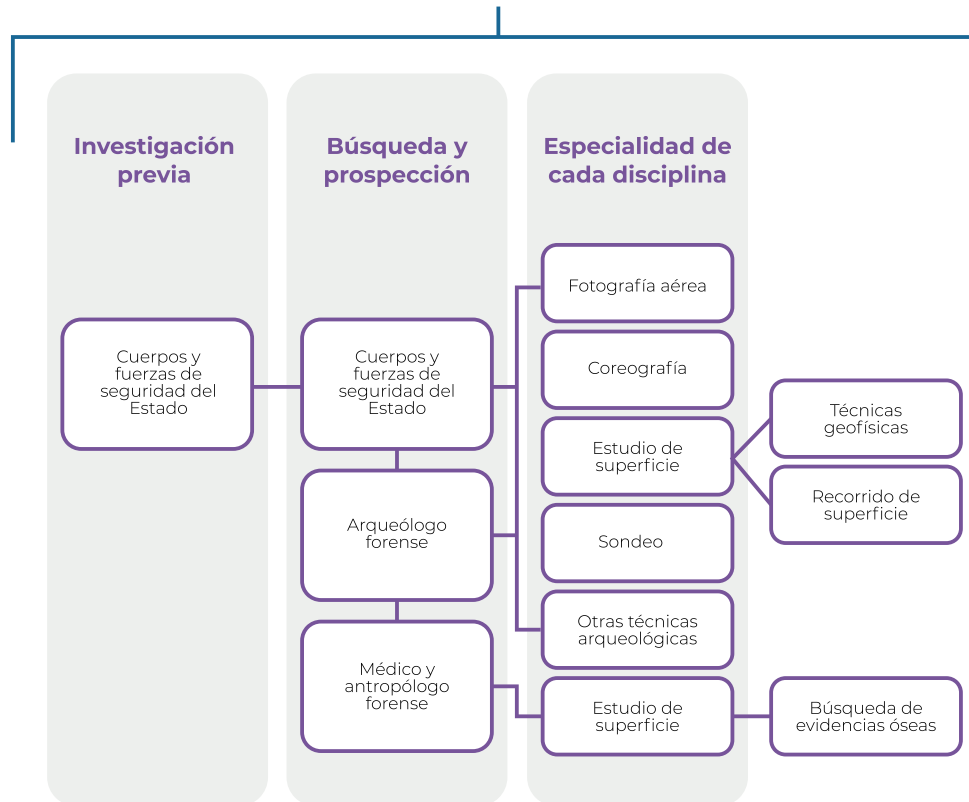 Investigación
previa
Búsqueda y
prospección
Especialidad de
cada disciplina
Cuerpos y
fuerzas de
seguridad del
Estado
Cuerpos y
fuerzas de
seguridad del
Estado
Arqueólogo
forense
Médico y
antropólogo
forense
Fotografía aérea
Coreografía
Estudio de
superficie
Sondeo
Otras técnicas
arqueológicas
Estudio de
superficie
Técnicas
geofísicas
Recorrido de
superficie
Búsqueda de
evidencias óseas